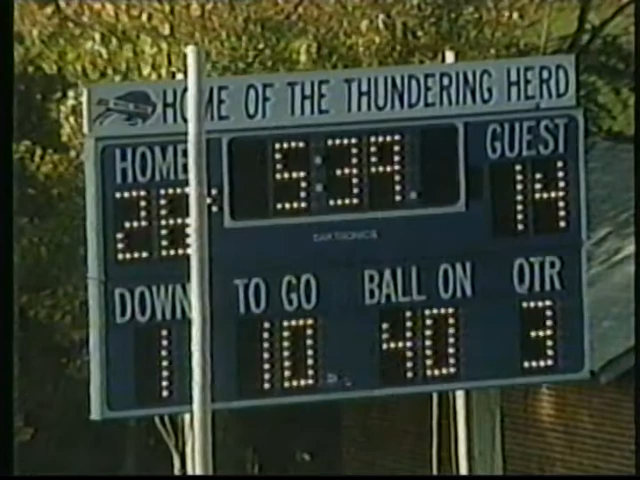 HOME OF THE THUNDERING HERD
HOME 5:39 GUEST
28 14
DAKTRONICS
DOWN TO GO BALL ON QTR
1 10 40 3